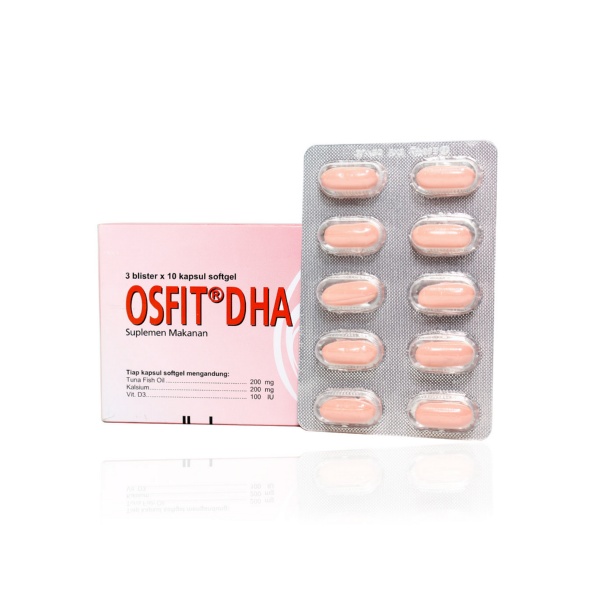 3 blister x 10 kapsul softgel
OSFIT® DHA
Suplemen Makanan
Tiap kapsul softgel mengandung:
Tuna Fish Oil ........................ 200 mg
Kalsium ................................ 200 mg
Vit. D3 .................................. 100 IU